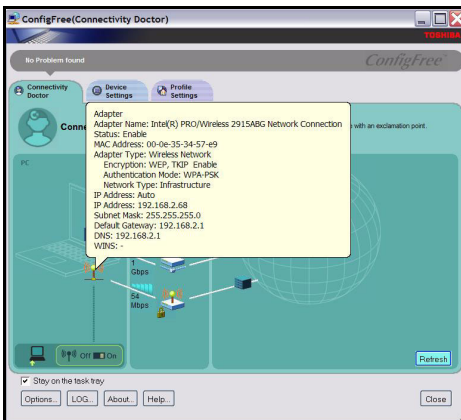 ConfigFree(Connectivity Doctor)
TOSHIBA
No Problem found
ConfigFree
Connectivity Doctor
Device Settings
Profile Settings
Conne
with an exclamation point.
Adapter
Adapter Name: Intel(R) PRO/Wireless 2915ABG Network Connection
Status: Enable
MAC Address: 00-0e-35-34-57-e9
Adapter Type: Wireless Network
Encryption: WEP, TKIP Enable
Authentication Mode: WPA-PSK
Network Type: Infrastructure
IP Address: Auto
IP Address: 192.168.2.68
Subnet Mask: 255.255.255.0
Default Gateway: 192.168.2.1
DNS: 192.168.2.1
WINS: -
PC
1
Gbps
54
Mbps
Off On
Refresh
Stay on the task tray
Options...
LOG...
About...
Help...
Close